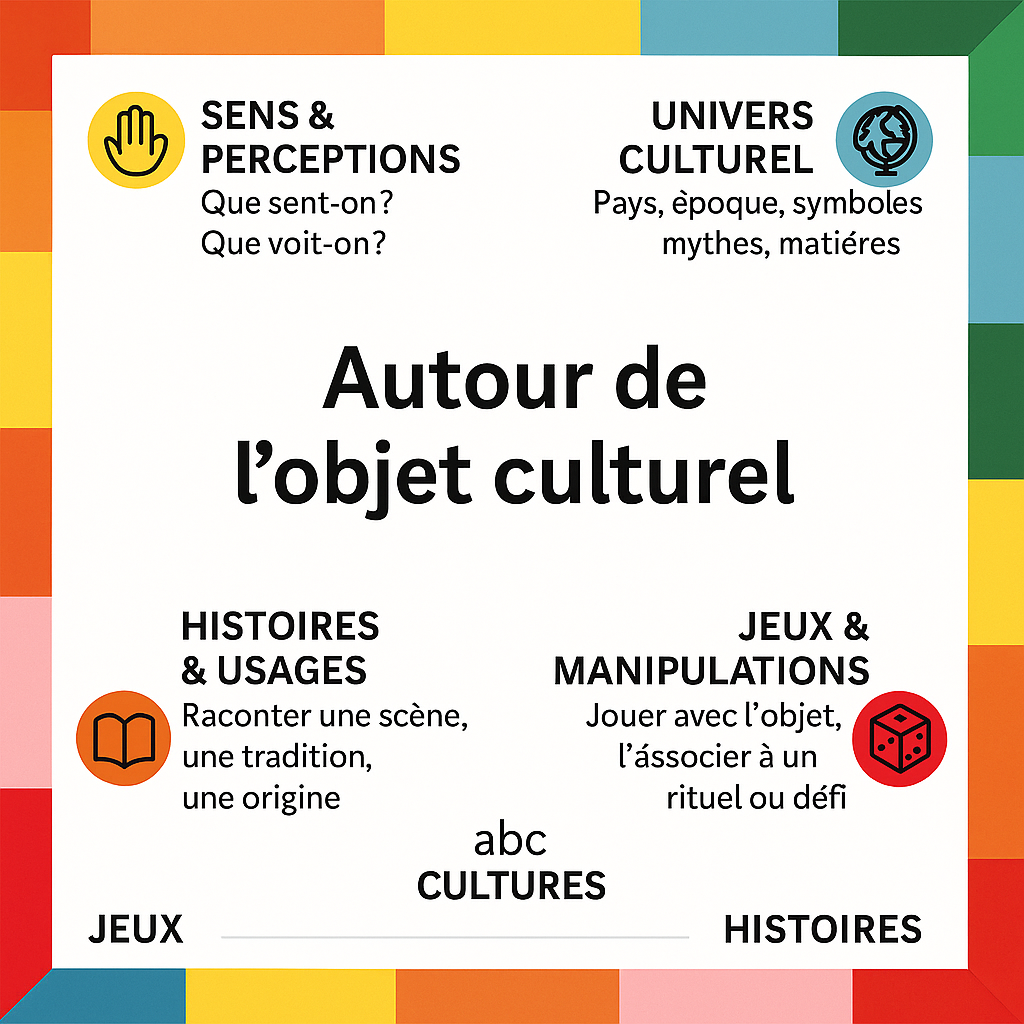 SENS &
PERCEPTIONS
Que sent-on?
Que voit-on?
UNIVERS
CULTUREL
Pays, èpoque, symboles
mythes, matiéres
Autour de
l’objet culturel
HISTOIRES
& USAGES
Raconter une scène,
une tradition,
une origine
JEUX &
MANIPULATIONS
Jouer avec l’objet,
l’ássocier à un
rituel ou défi
abc
CULTURES
JEUX
HISTOIRES